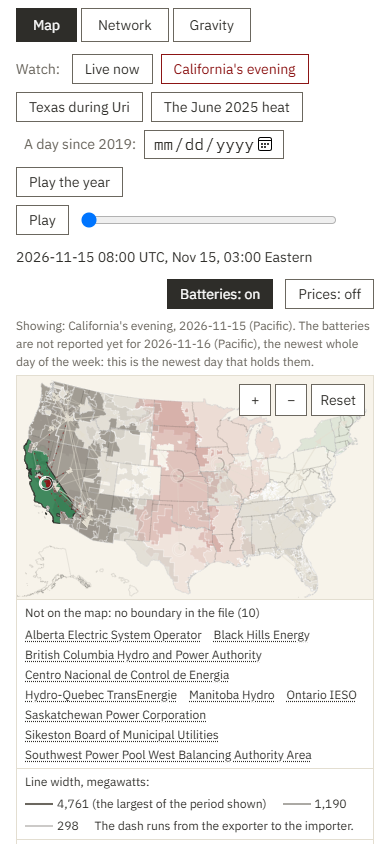 Map Network Gravity
Watch: Live now California's evening
Texas during Uri The June 2025 heat
A day since 2019: mm/dd/yyyy
Play the year
Play
2026-11-15 08:00 UTC, Nov 15, 03:00 Eastern
Batteries: on Prices: off
Showing: California's evening, 2026-11-15 (Pacific). The batteries
are not reported yet for 2026-11-16 (Pacific), the newest whole
day of the week: this is the newest day that holds them.
+ − Reset
Not on the map: no boundary in the file (10)
Alberta Electric System Operator Black Hills Energy
British Columbia Hydro and Power Authority
Centro Nacional de Control de Energia
Hydro-Quebec TransEnergie Manitoba Hydro Ontario IESO
Saskatchewan Power Corporation
Sikeston Board of Municipal Utilities
Southwest Power Pool West Balancing Authority Area
Line width, megawatts:
4,761 (the largest of the period shown) 1,190
298 The dash runs from the exporter to the importer.